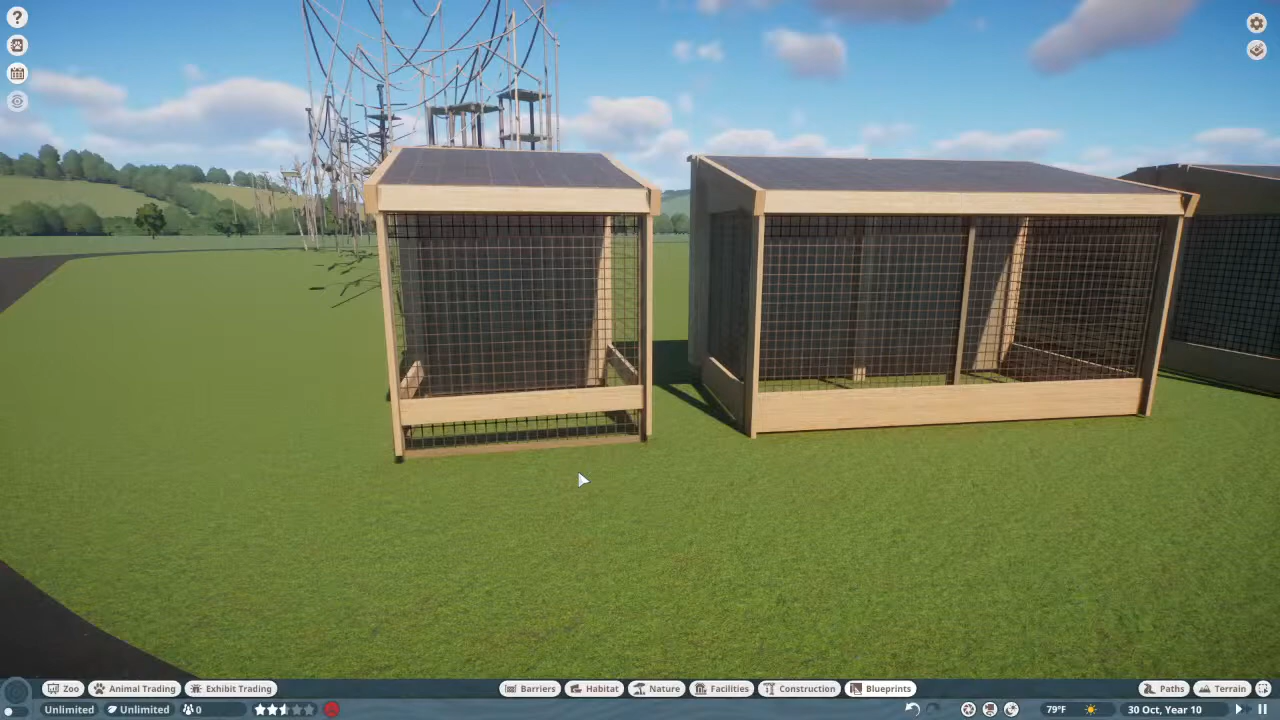 ?
Zoo Animal Trading Exhibit Trading Barriers Habitat Nature Facilities Construction Blueprints Paths Terrain
Unlimited Unlimited 0 79°F 30 Oct, Year 10